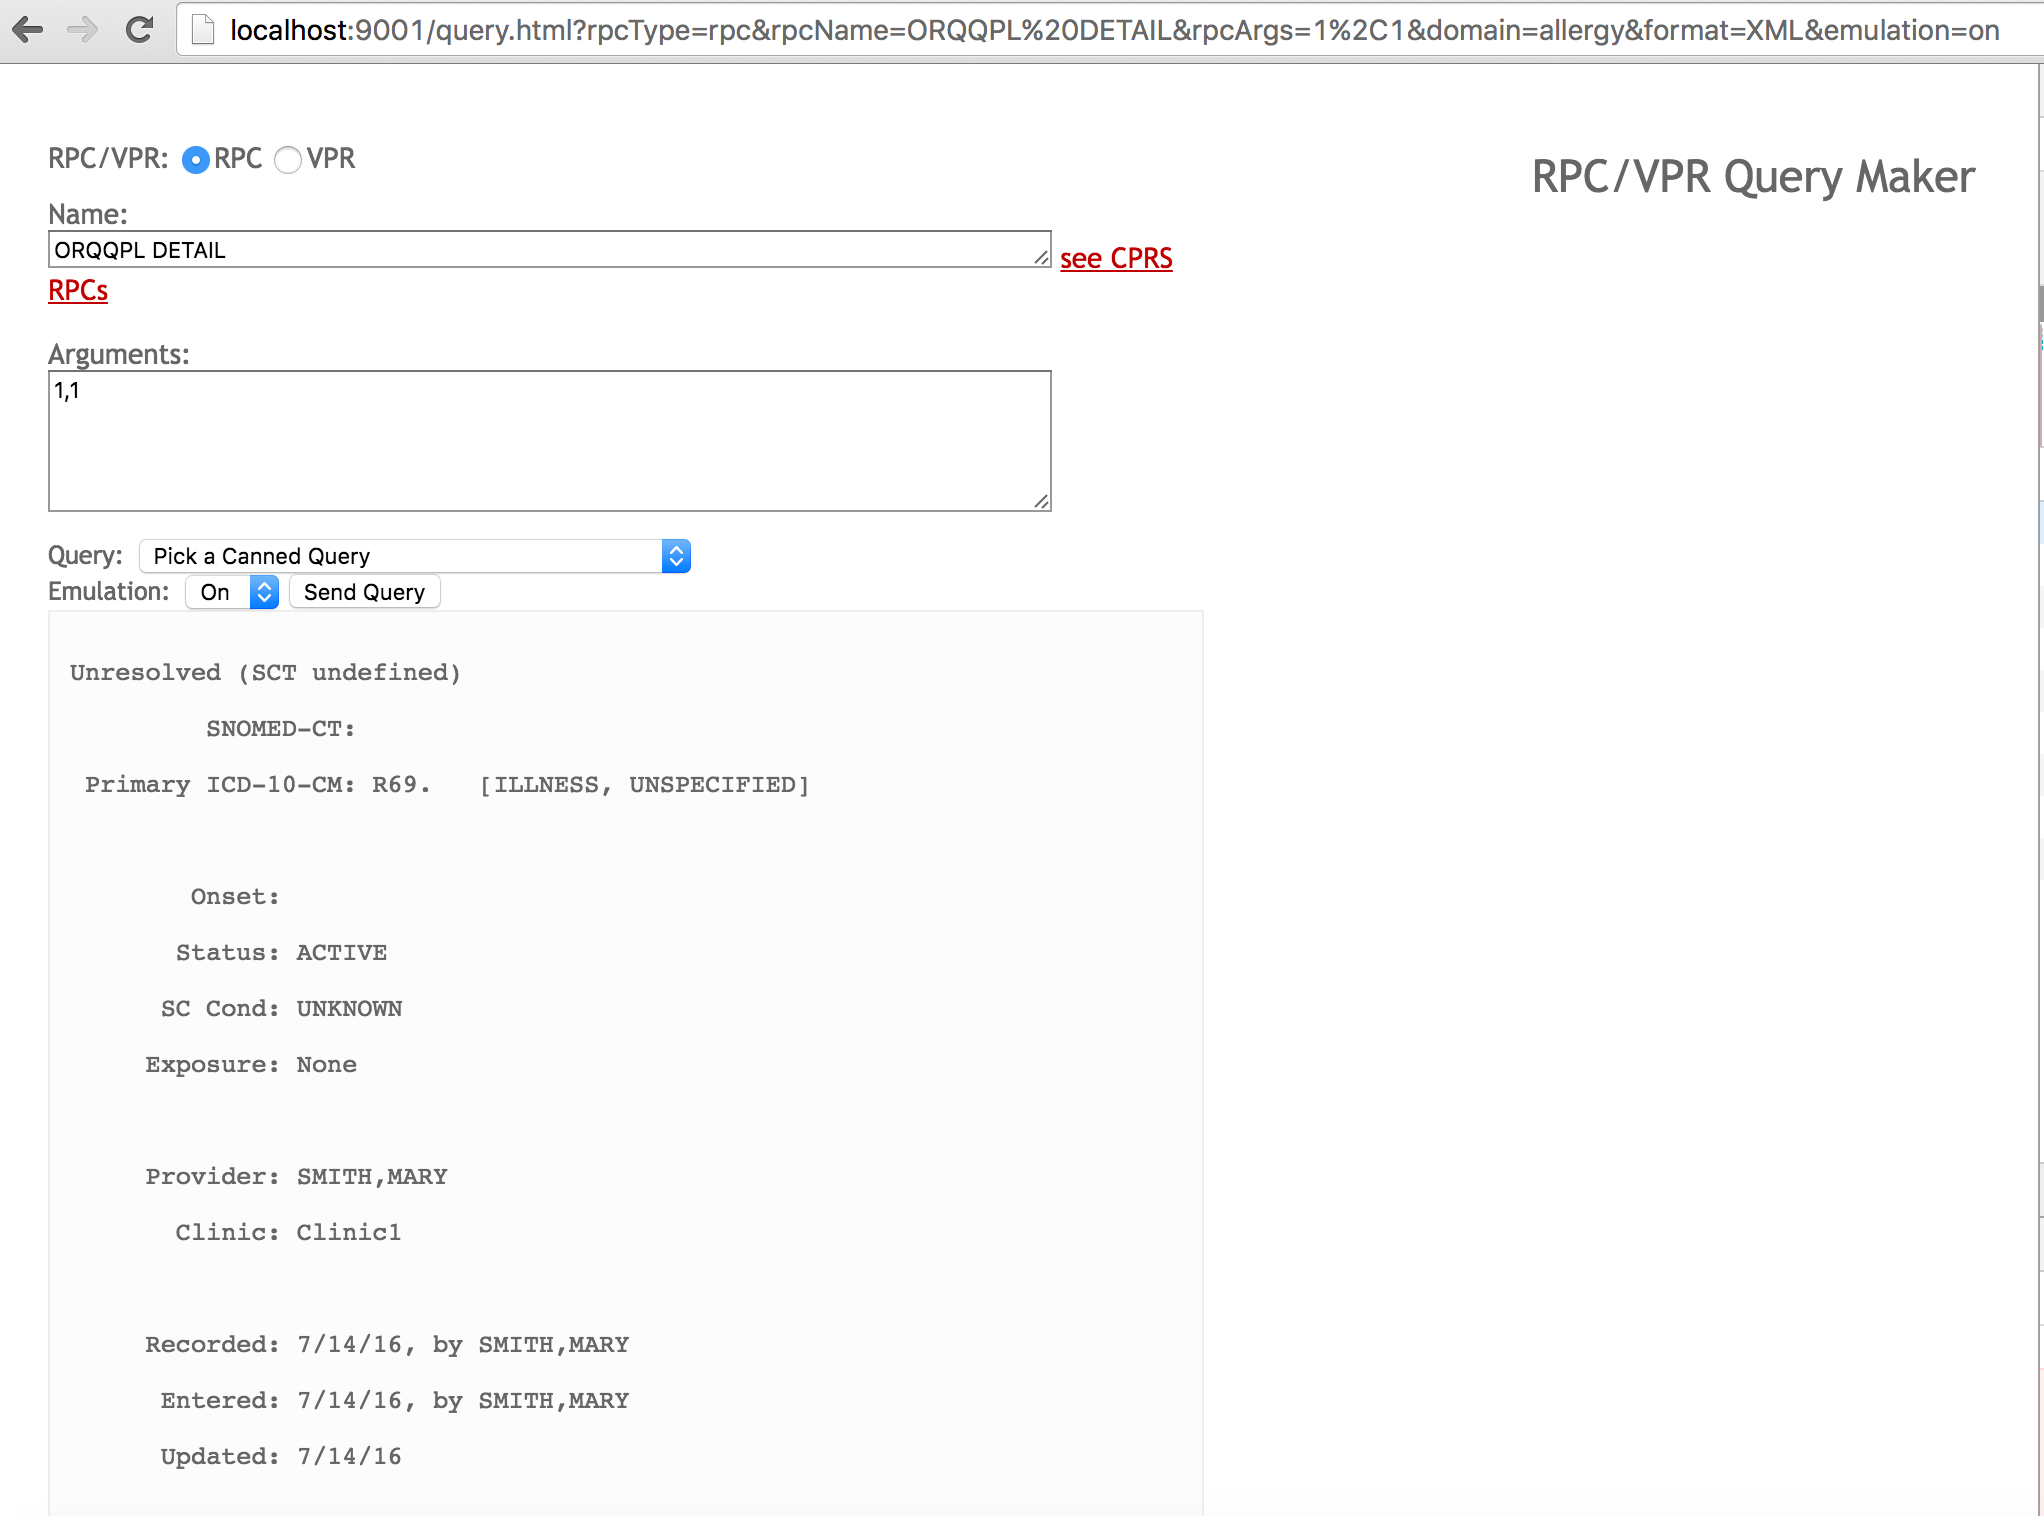 localhost:9001/query.html?rpcType=rpc&rpcName=ORQQPL%20DETAIL&rpcArgs=1%2C1&domain=allergy&format=XML&emulation=on
RPC/VPR: RPC VPR
RPC/VPR Query Maker
Name:
ORQQPL DETAIL see CPRS
RPCs
Arguments:
1,1
Query: Pick a Canned Query
Emulation: On Send Query
Unresolved (SCT undefined)
SNOMED-CT:
Primary ICD-10-CM: R69. [ILLNESS, UNSPECIFIED]
Onset:
Status: ACTIVE
SC Cond: UNKNOWN
Exposure: None
Provider: SMITH,MARY
Clinic: Clinic1
Recorded: 7/14/16, by SMITH,MARY
Entered: 7/14/16, by SMITH,MARY
Updated: 7/14/16